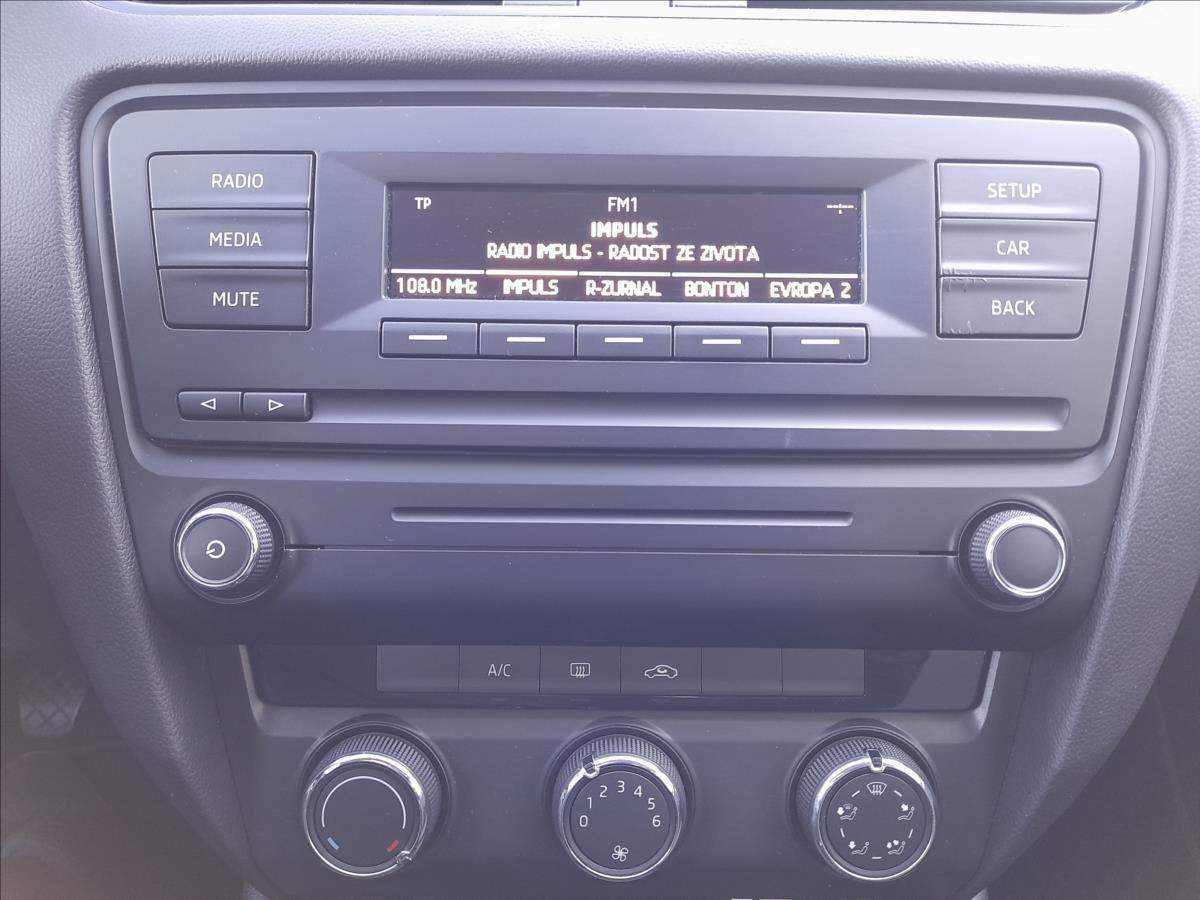 RADIO
MEDIA
MUTE
TP FM1 --:--
IMPULS
RADIO IMPULS - RADOST ZE ZIVOTA
108.0 MHz IMPULS R-ZURNAL BONTON EVROPA 2
SETUP
CAR
BACK
A/C
0 1 2 3 4 5 6